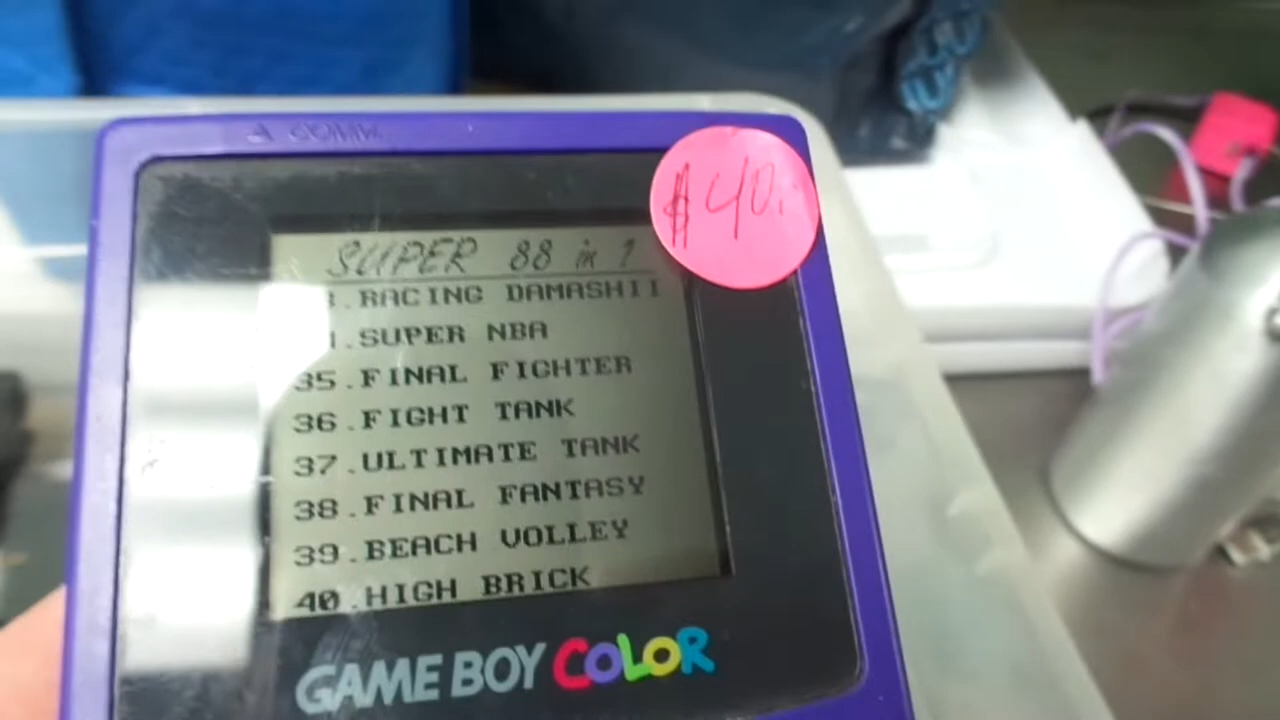 $40.
SUPER 88 in 1
3.RACING DAMASHII
.SUPER NBA
35.FINAL FIGHTER
36.FIGHT TANK
37.ULTIMATE TANK
38.FINAL FANTASY
39.BEACH VOLLEY
40.HIGH BRICK
GAME BOY COLOR